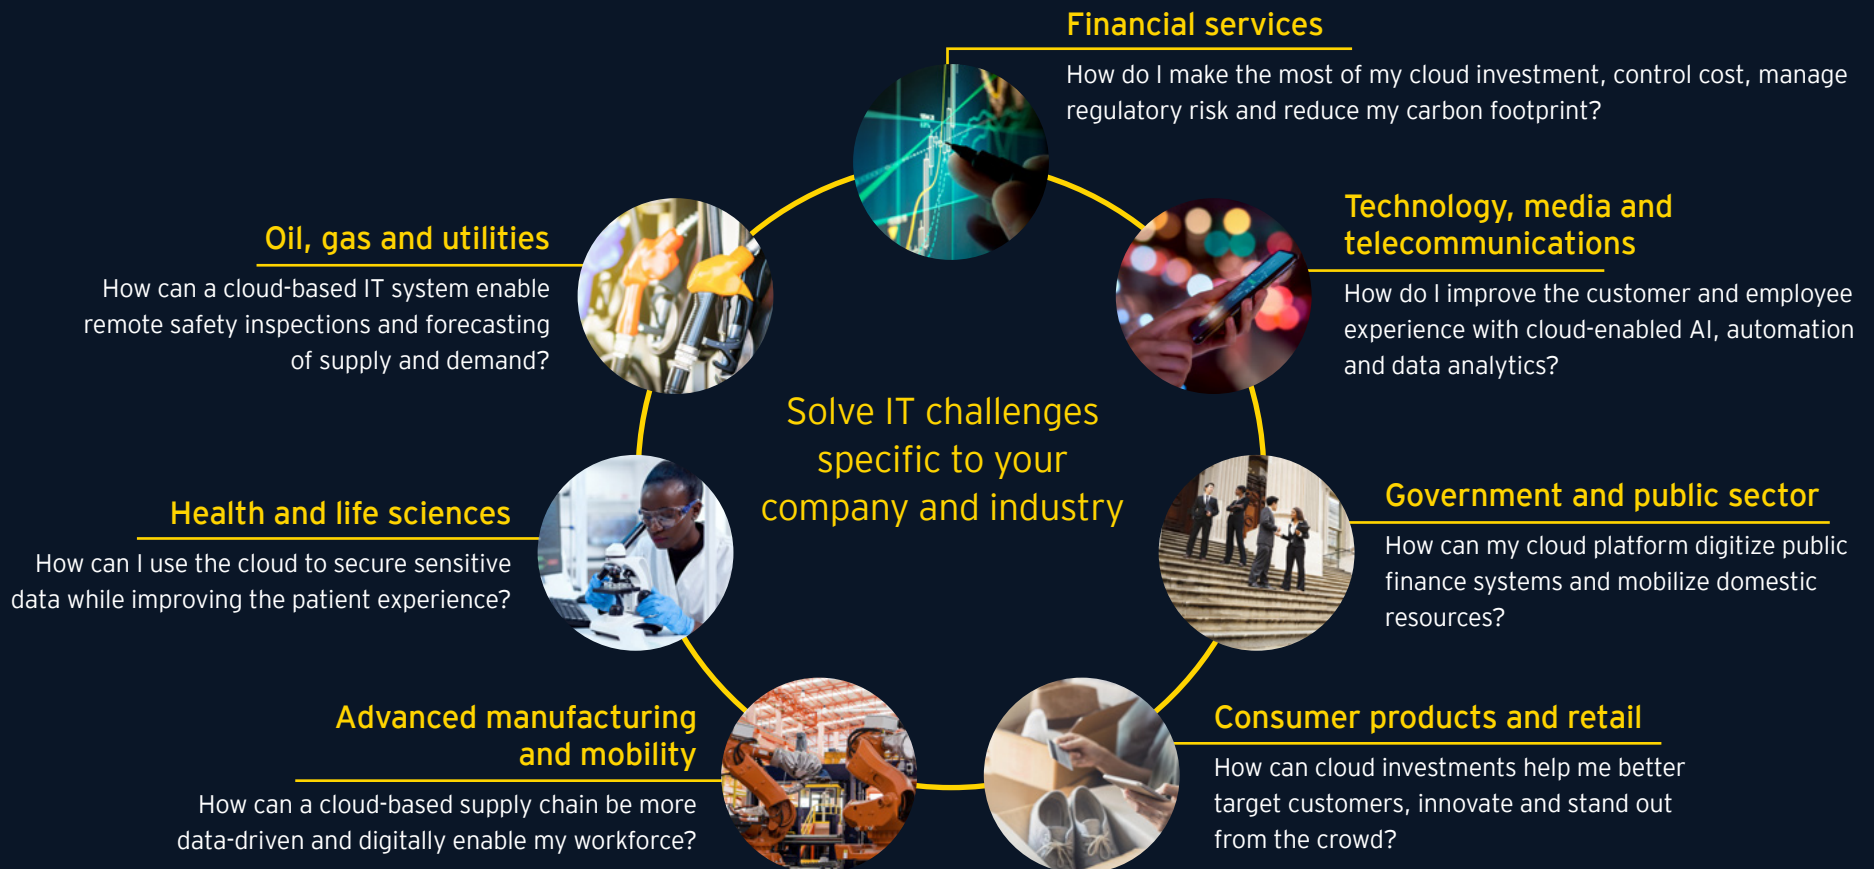 Financial services
How do I make the most of my cloud investment, control cost, manage
regulatory risk and reduce my carbon footprint?
Technology, media and
telecommunications
How do I improve the customer and employee
experience with cloud-enabled AI, automation
and data analytics?
Government and public sector
How can my cloud platform digitize public
finance systems and mobilize domestic
resources?
Consumer products and retail
How can cloud investments help me better
target customers, innovate and stand out
from the crowd?
Advanced manufacturing
and mobility
How can a cloud-based supply chain be more
data-driven and digitally enable my workforce?
Health and life sciences
How can I use the cloud to secure sensitive
data while improving the patient experience?
Oil, gas and utilities
How can a cloud-based IT system enable
remote safety inspections and forecasting
of supply and demand?
Solve IT challenges
specific to your
company and industry